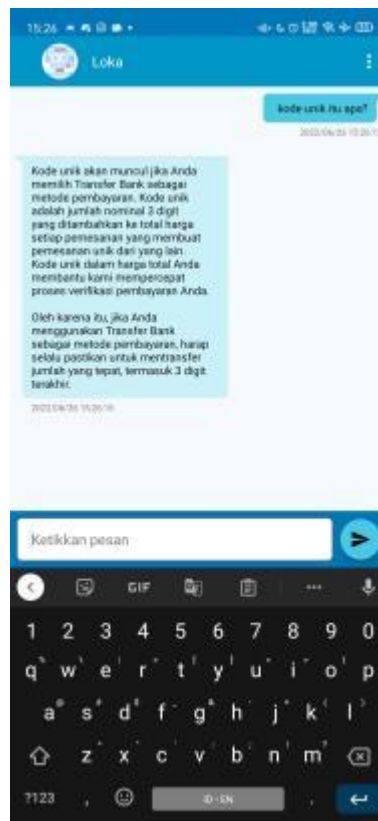 15:26
Loka
kode unik itu apa?
Kode unik akan muncul jika Anda
memilih Transfer Bank sebagai
metode pembayaran. Kode unik
adalah jumlah nominal 3 digit
yang ditambahkan ke total harga
setiap pemesanan yang membuat
pemesanan unik dari yang lain.
Kode unik dalam harga total Anda
membantu kami mempercepat
proses verifikasi pembayaran Anda.
Oleh karena itu, jika Anda
menggunakan Transfer Bank
sebagai metode pembayaran, harap
selalu pastikan untuk mentransfer
jumlah yang tepat, termasuk 3 digit
terakhir.
Ketikkan pesan
GIF
1 2 3 4 5 6 7 8 9 0
q w e r t y u i o p
a s d f g h j k l
z x c v b n m
?123 , ID - EN .